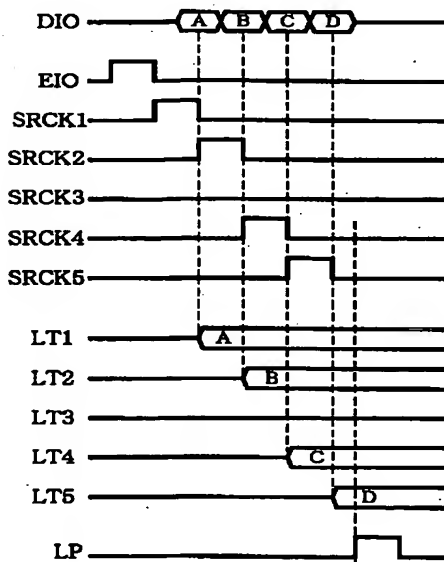 DIO A B C D
EIO
SRCK1
SRCK2
SRCK3
SRCK4
SRCK5
LT1 A
LT2 B
LT3
LT4 C
LT5 D
LP